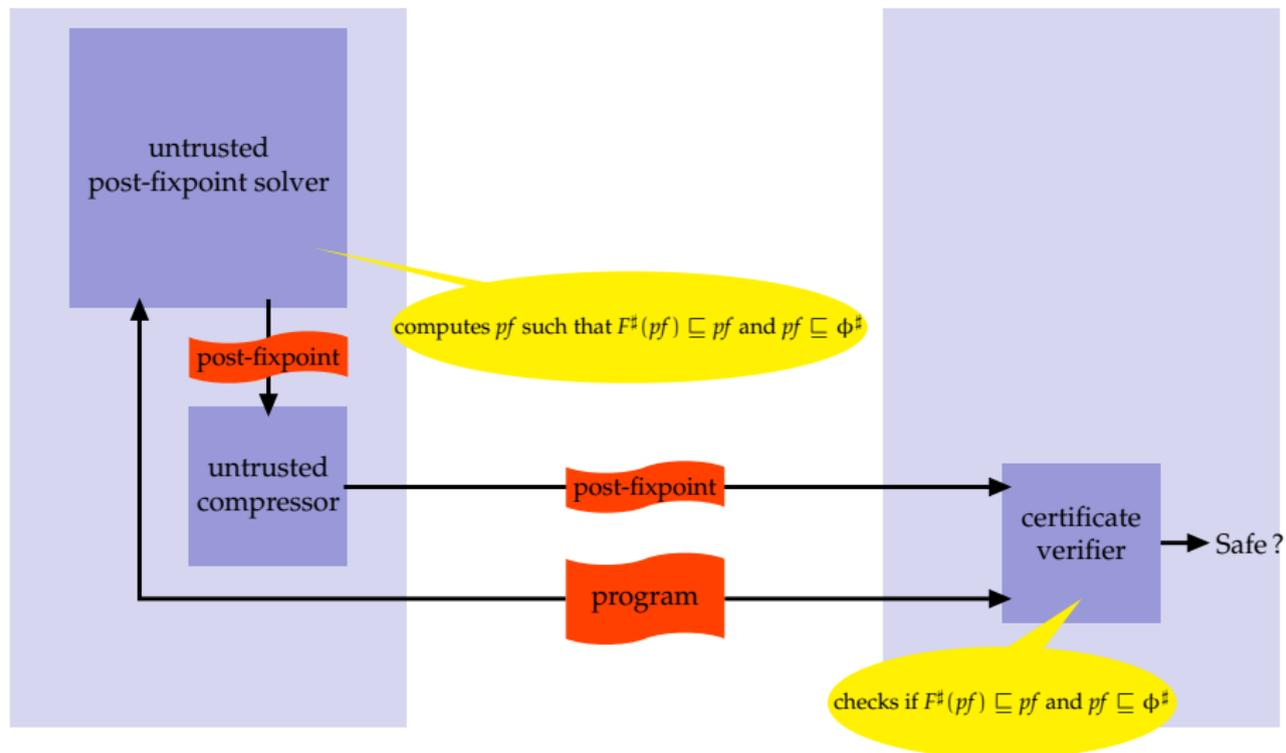 untrusted
post-fixpoint solver
computes pf such that F♯(pf) ⊑ pf and pf ⊑ ϕ♯
post-fixpoint
untrusted
compressor
post-fixpoint
certificate
verifier
Safe ?
program
checks if F♯(pf) ⊑ pf and pf ⊑ ϕ♯